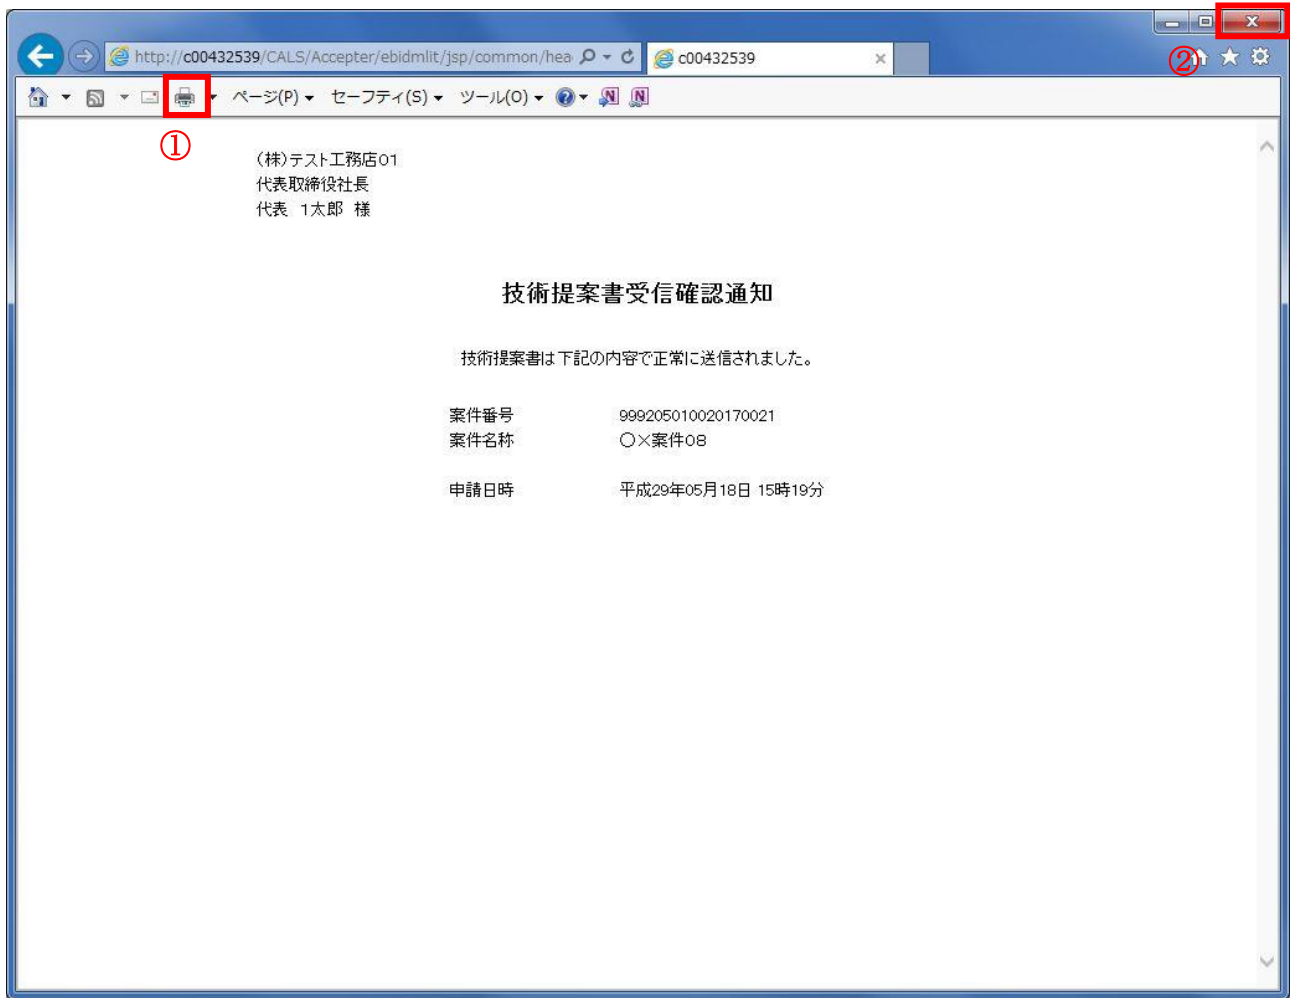 ②
http://c00432539/CALS/Accepter/ebidmlit/jsp/common/hea
c00432539
ページ(P) セーフティ(S) ツール(O)
①
(株)テスト工務店01
代表取締役社長
代表 1太郎 様
技術提案書受信確認通知
技術提案書は下記の内容で正常に送信されました。
案件番号 999205010020170021
案件名称 〇×案件08
申請日時 平成29年05月18日 15時19分